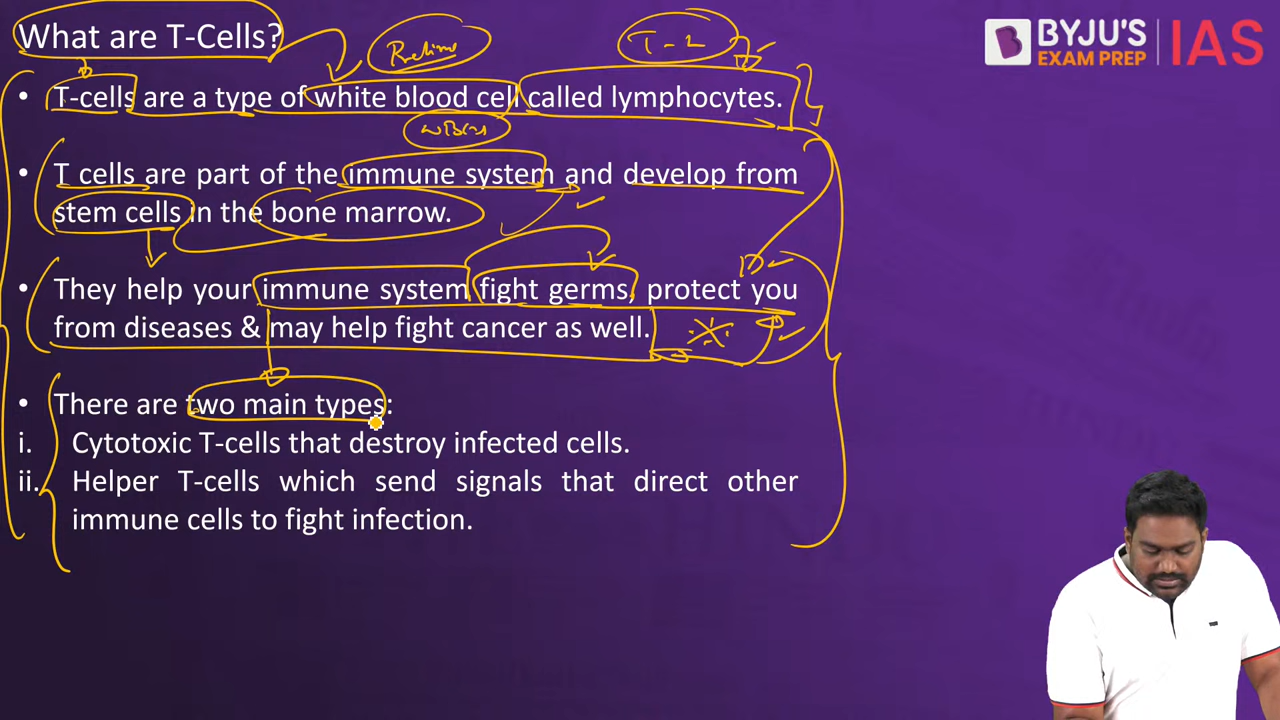 What are T-Cells?
BYJU'S IAS
EXAM PREP
T-2
• T-cells are a type of white blood cell called lymphocytes.
WBCs
• T cells are part of the immune system and develop from
stem cells in the bone marrow.
• They help your immune system fight germs, protect you
from diseases & may help fight cancer as well.
• There are two main types:
i. Cytotoxic T-cells that destroy infected cells.
ii. Helper T-cells which send signals that direct other
immune cells to fight infection.